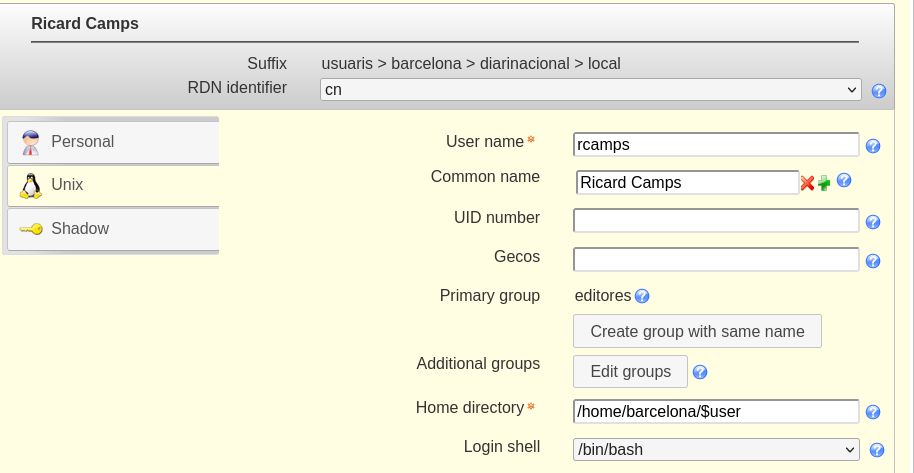 Ricard Camps
Suffix usuaris > barcelona > diarinacional > local
RDN identifier cn
Personal
Unix
Shadow
User name* rcamps
Common name Ricard Camps
UID number
Gecos
Primary group editores
Create group with same name
Additional groups Edit groups
Home directory* /home/barcelona/$user
Login shell /bin/bash